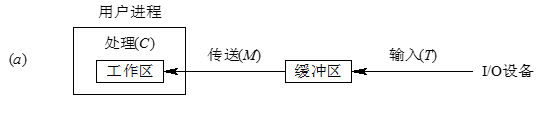 用户进程
处理(C)
(a)
工作区
传送(M)
缓冲区
输入(T)
I/O设备